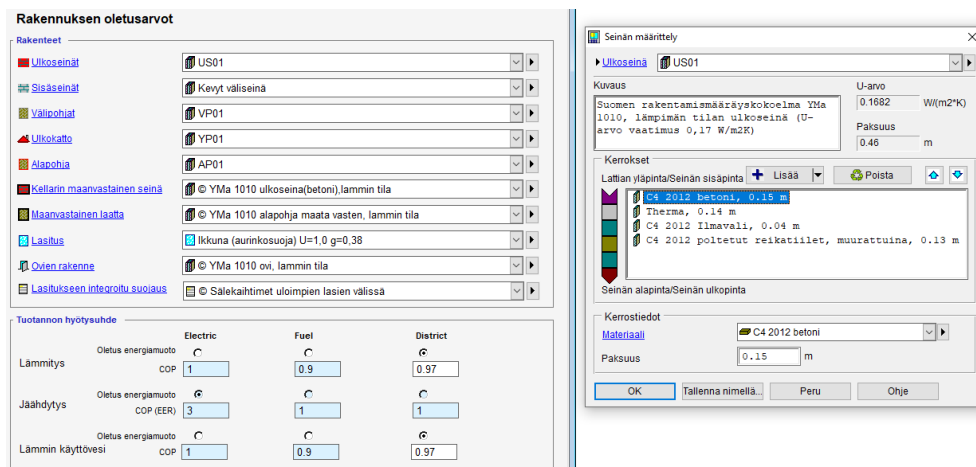 Rakennuksen oletusarvot
Rakenteet
Ulkoseinät US01
Sisäseinät Kevyt väliseinä
Välipohjat VP01
Ulkokatto YP01
Alapohja AP01
Kellarin maanvastainen seinä © YMa 1010 ulkoseina(betoni),lammin tila
Maanvastainen laatta © YMa 1010 alapohja maata vasten, lammin tila
Lasitus Ikkuna (aurinkosuoja) U=1,0 g=0,38
Ovien rakenne © YMa 1010 ovi, lammin tila
Lasitukseen integroitu suojaus © Sälekaihtimet uloimpien lasien välissä
Tuotannon hyötysuhde
Electric Fuel District
Oletus energiamuoto
Lämmitys COP 1 0.9 0.97
Oletus energiamuoto
Jäähdytys COP (EER) 3 1 1
Oletus energiamuoto
Lämmin käyttövesi COP 1 0.9 0.97
Seinän määrittely
Ulkoseinä US01
Kuvaus
Suomen rakentamismääräyskokoelma YMa
1010, lämpimän tilan ulkoseinä (U-
arvo vaatimus 0,17 W/m2K)
U-arvo
0.1682 W/(m2*K)
Paksuus
0.46 m
Kerrokset
Lattian yläpinta/Seinän sisäpinta Lisää Poista
C4 2012 betoni, 0.15 m
Therma, 0.14 m
C4 2012 Ilmavali, 0.04 m
C4 2012 poltetut reikatiilet, muurattuina, 0.13 m
Seinän alapinta/Seinän ulkopinta
Kerrostiedot
Materiaali C4 2012 betoni
Paksuus 0.15 m
OK Tallenna nimellä... Peru Ohje